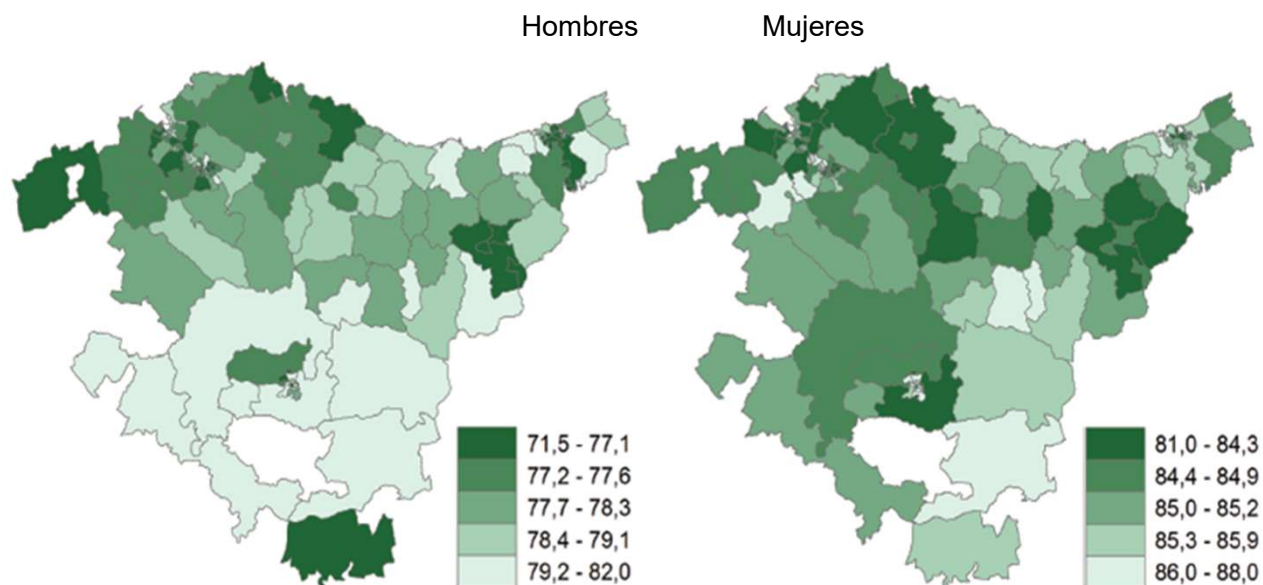 Hombres
Mujeres
71,5 - 77,1
77,2 - 77,6
77,7 - 78,3
78,4 - 79,1
79,2 - 82,0
81,0 - 84,3
84,4 - 84,9
85,0 - 85,2
85,3 - 85,9
86,0 - 88,0